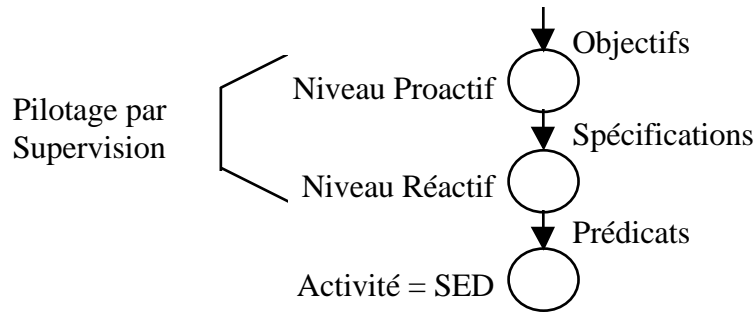 Objectifs
Niveau Proactif
Pilotage par
Supervision
Spécifications
Niveau Réactif
Prédicats
Activité = SED